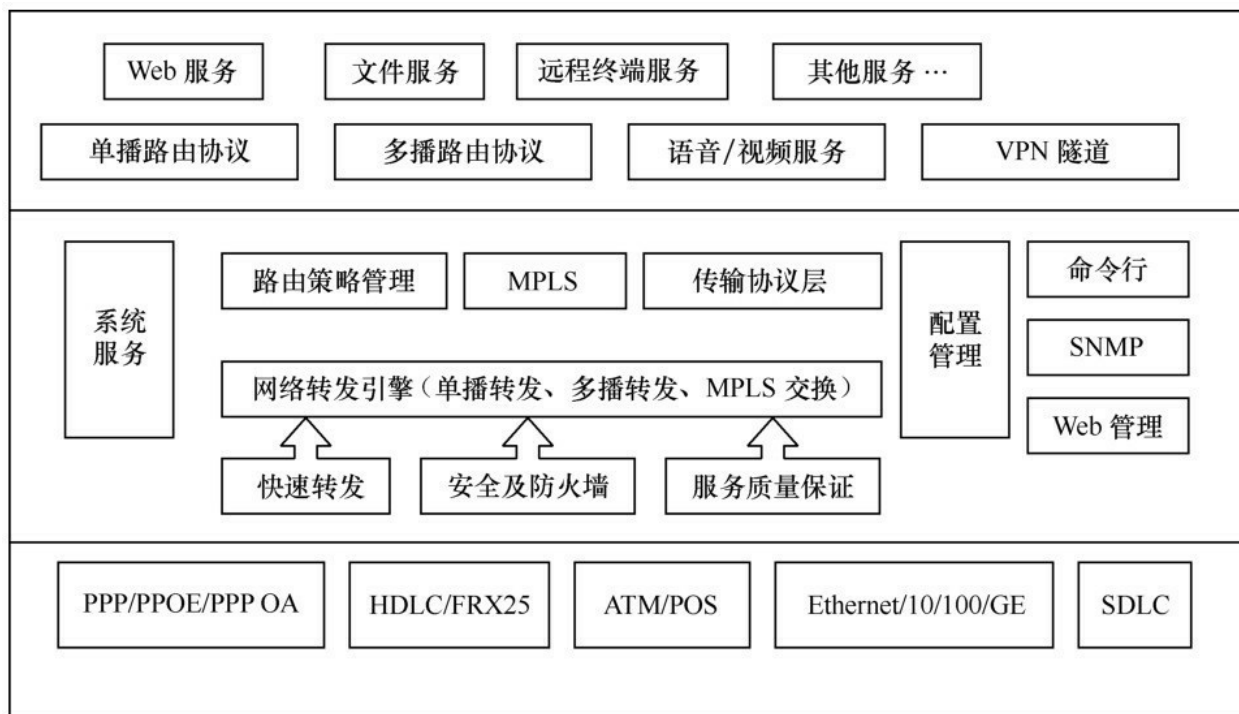 Web 服务
文件服务
远程终端服务
其他服务 …
单播路由协议
多播路由协议
语音/视频服务
VPN 隧道
系统
服务
路由策略管理
MPLS
传输协议层
网络转发引擎（单播转发、多播转发、MPLS 交换）
快速转发
安全及防火墙
服务质量保证
配置
管理
命令行
SNMP
Web 管理
PPP/PPOE/PPP OA
HDLC/FRX25
ATM/POS
Ethernet/10/100/GE
SDLC